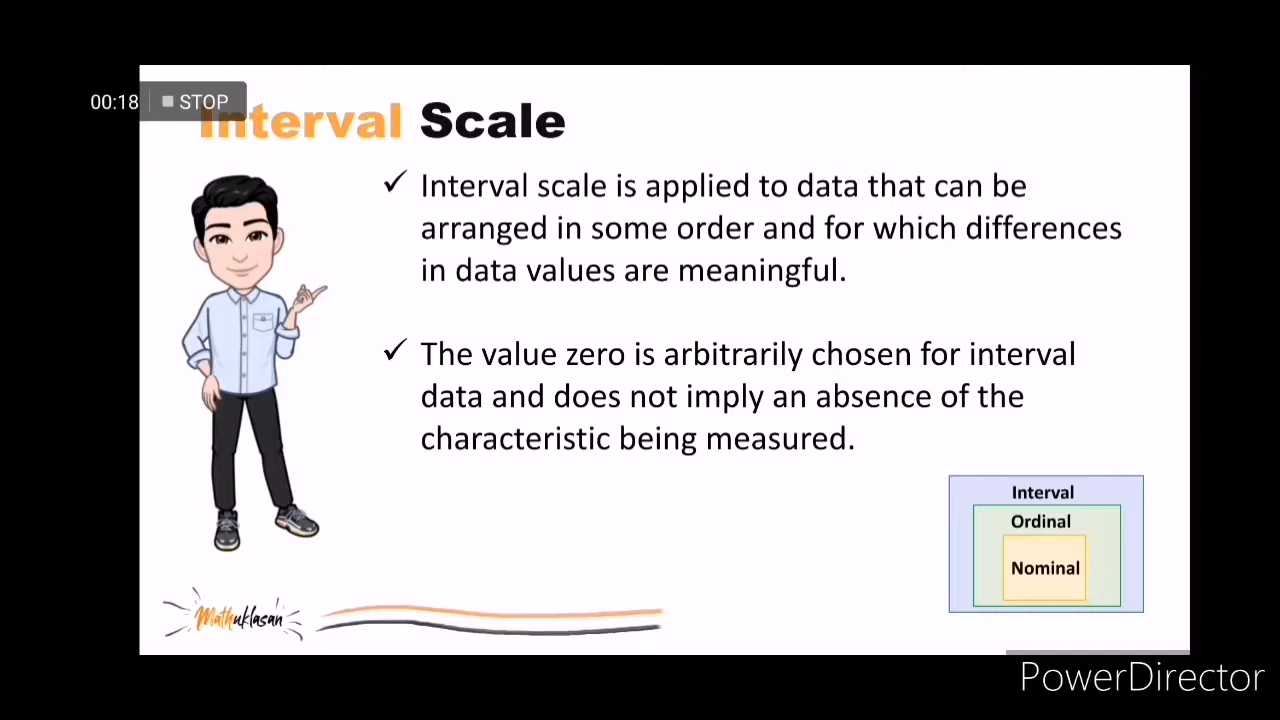 00:18 STOP
Interval Scale
✓ Interval scale is applied to data that can be
arranged in some order and for which differences
in data values are meaningful.
✓ The value zero is arbitrarily chosen for interval
data and does not imply an absence of the
characteristic being measured.
Interval
Ordinal
Nominal
Mathuklasan
PowerDirector